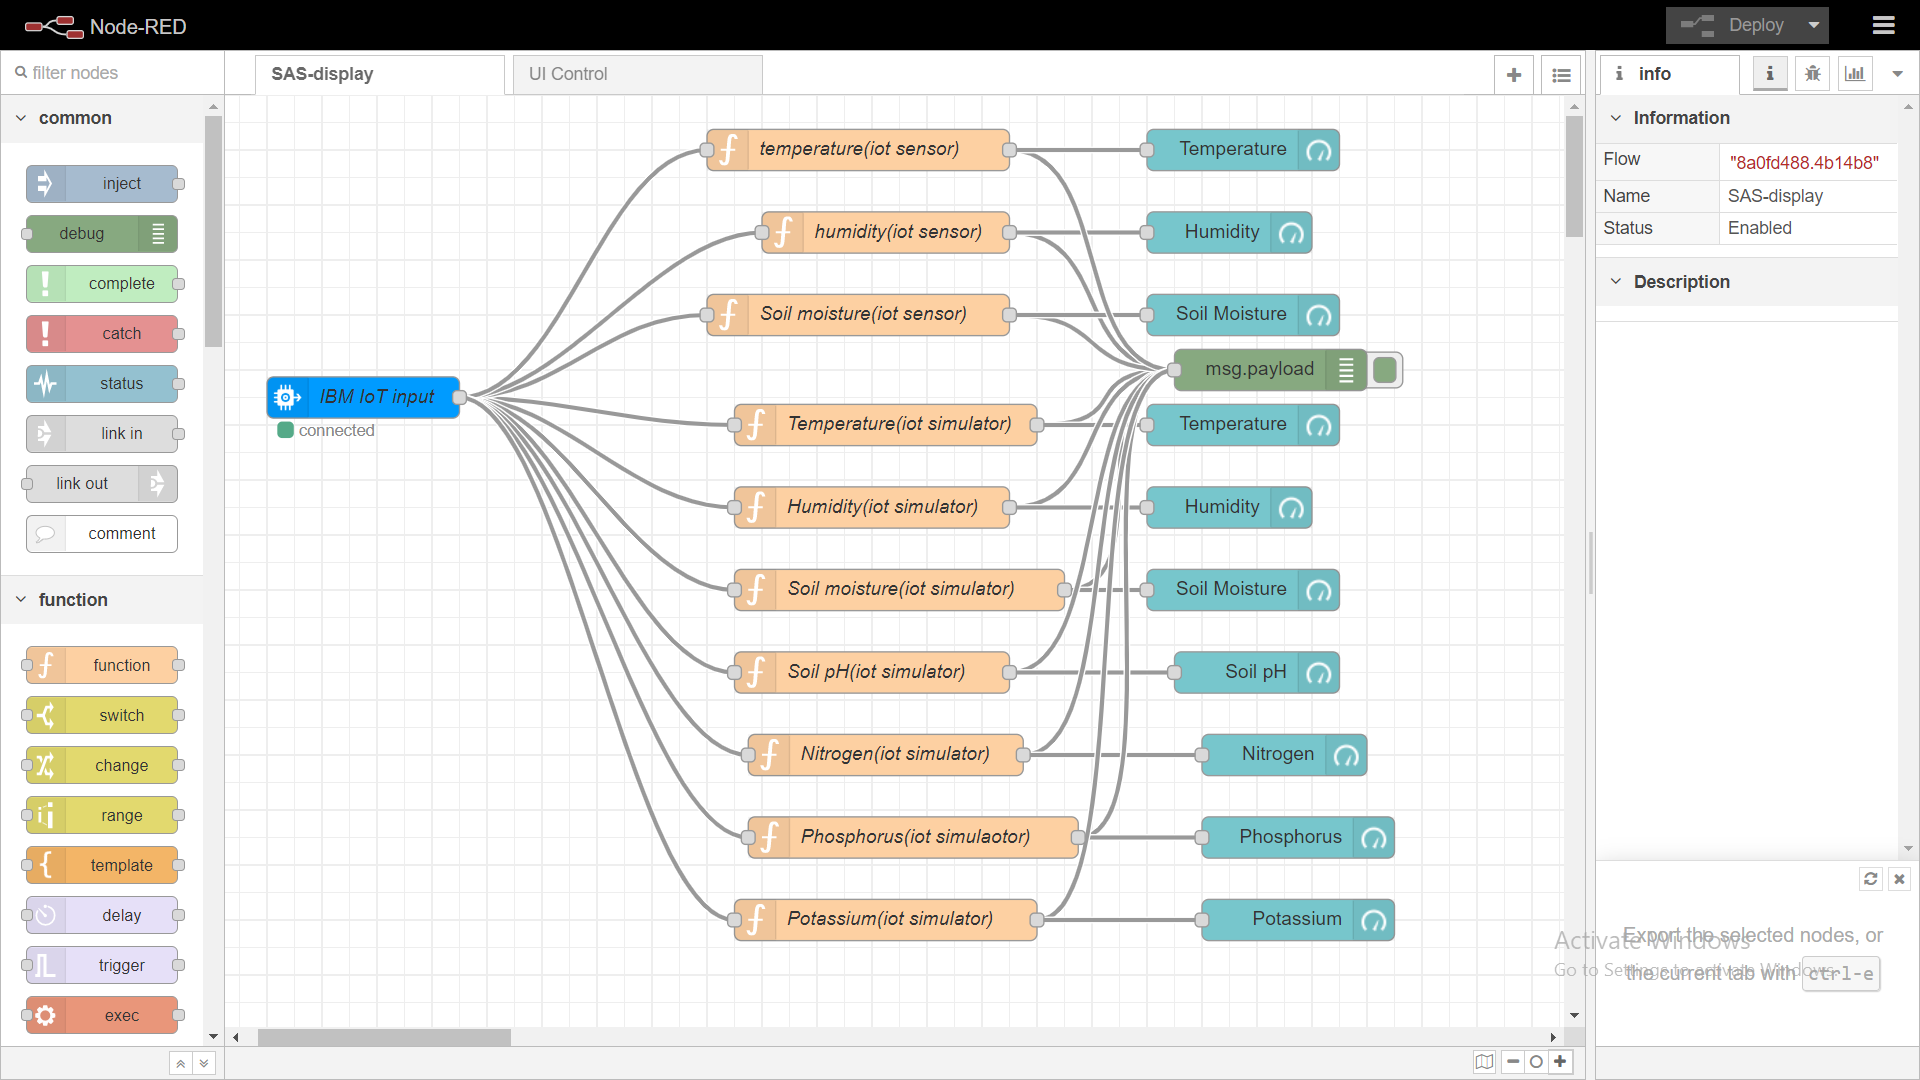 Node-RED
Deploy
filter nodes
common
inject
debug
complete
catch
status
link in
link out
comment
function
function
switch
change
range
template
delay
trigger
exec
SAS-display
UI Control
IBM IoT input
connected
temperature(iot sensor)
humidity(iot sensor)
Soil moisture(iot sensor)
Temperature(iot simulator)
Humidity(iot simulator)
Soil moisture(iot simulator)
Soil pH(iot simulator)
Nitrogen(iot simulator)
Phosphorus(iot simulaotor)
Potassium(iot simulator)
Temperature
Humidity
Soil Moisture
msg.payload
Temperature
Humidity
Soil Moisture
Soil pH
Nitrogen
Phosphorus
Potassium
info
Information
Flow "8a0fd488.4b14b8"
Name SAS-display
Status Enabled
Description
Export the selected nodes, or
the current tab with ctrl-e
Activate Windows
Go to Settings to activate Windows.